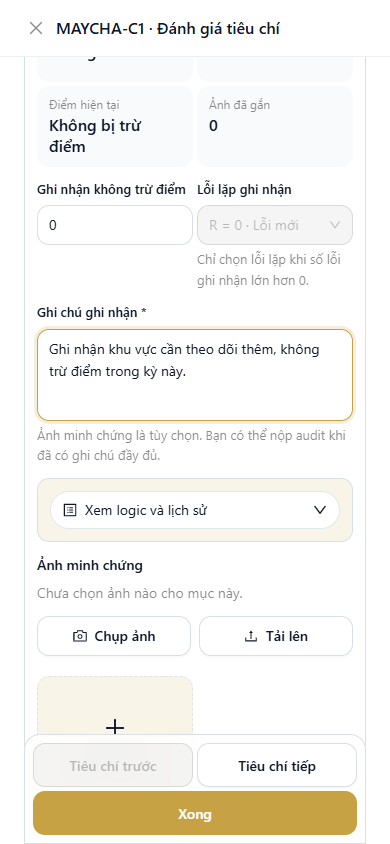 MAYCHA-C1 · Đánh giá tiêu chí
Điểm hiện tại
Không bị trừ
điểm
Ảnh đã gắn
0
Ghi nhận không trừ điểm
0
Lỗi lặp ghi nhận
R = 0 · Lỗi mới
Chỉ chọn lỗi lặp khi số lỗi
ghi nhận lớn hơn 0.
Ghi chú ghi nhận *
Ghi nhận khu vực cần theo dõi thêm, không
trừ điểm trong kỳ này.
Ảnh minh chứng là tùy chọn. Bạn có thể nộp audit khi
đã có ghi chú đầy đủ.
Xem logic và lịch sử
Ảnh minh chứng
Chưa chọn ảnh nào cho mục này.
Chụp ảnh
Tải lên
Tiêu chí trước
Tiêu chí tiếp
Xong